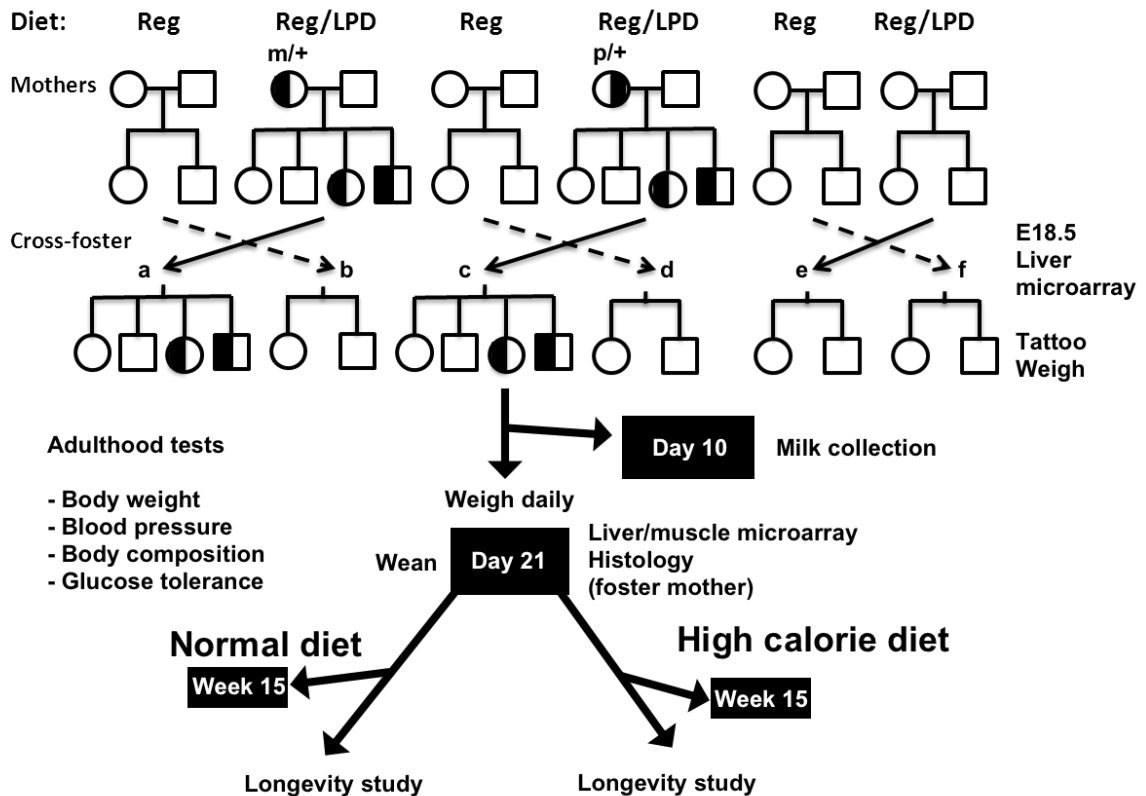 Diet: Reg Reg/LPD Reg Reg/LPD Reg Reg/LPD
m/+ p/+
Mothers
Cross-foster
a b c d e f
E18.5
Liver
microarray
Tattoo
Weigh
Adulthood tests
- Body weight
- Blood pressure
- Body composition
- Glucose tolerance
Day 10 Milk collection
Weigh daily
Wean Day 21
Liver/muscle microarray
Histology
(foster mother)
Normal diet
Week 15
High calorie diet
Week 15
Longevity study
Longevity study